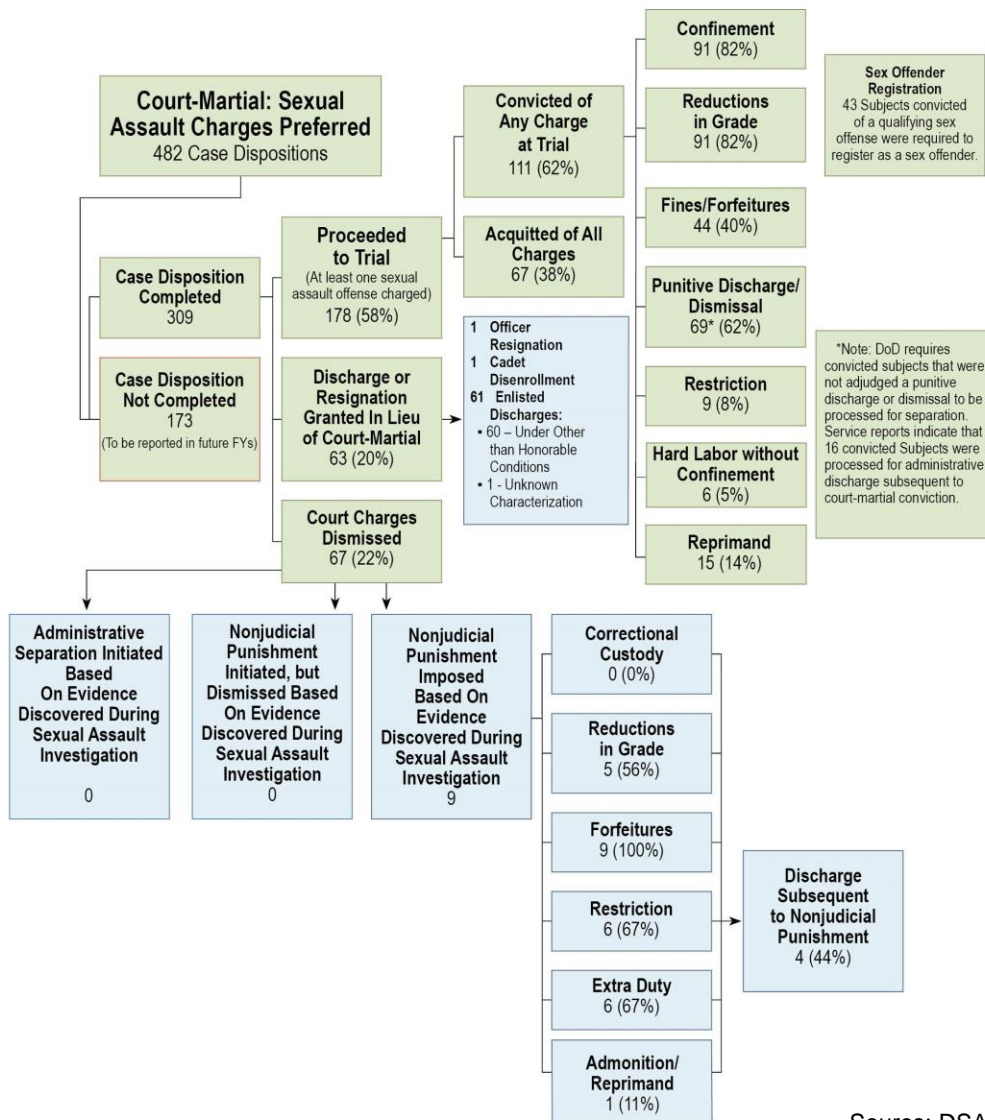 Court-Martial: Sexual
Assault Charges Preferred
482 Case Dispositions
Case Disposition
Completed
309
Case Disposition
Not Completed
173
(To be reported in future FYs)
Proceeded
to Trial
(At least one sexual
assault offense charged)
178 (58%)
Discharge or
Resignation
Granted In Lieu
of Court-Martial
63 (20%)
Court Charges
Dismissed
67 (22%)
Convicted of
Any Charge
at Trial
111 (62%)
Acquitted of All
Charges
67 (38%)
1 Officer
Resignation
1 Cadet
Disenrollment
61 Enlisted
Discharges:
• 60 – Under Other
than Honorable
Conditions
• 1 - Unknown
Characterization
Confinement
91 (82%)
Reductions
in Grade
91 (82%)
Fines/Forfeitures
44 (40%)
Punitive Discharge/
Dismissal
69* (62%)
Restriction
9 (8%)
Hard Labor without
Confinement
6 (5%)
Reprimand
15 (14%)
Sex Offender
Registration
43 Subjects convicted
of a qualifying sex
offense were required to
register as a sex offender.
*Note: DoD requires
convicted subjects that were
not adjudged a punitive
discharge or dismissal to be
processed for separation.
Service reports indicate that
16 convicted Subjects were
processed for administrative
discharge subsequent to
court-martial conviction.
Administrative
Separation Initiated
Based
On Evidence
Discovered During
Sexual Assault
Investigation
0
Nonjudicial
Punishment
Initiated, but
Dismissed Based
On Evidence
Discovered During
Sexual Assault
Investigation
0
Nonjudicial
Punishment
Imposed
Based On
Evidence
Discovered During
Sexual Assault
Investigation
9
Correctional
Custody
0 (0%)
Reductions
in Grade
5 (56%)
Forfeitures
9 (100%)
Restriction
6 (67%)
Extra Duty
6 (67%)
Admonition/
Reprimand
1 (11%)
Discharge
Subsequent
to Nonjudicial
Punishment
4 (44%)
Source: DSA